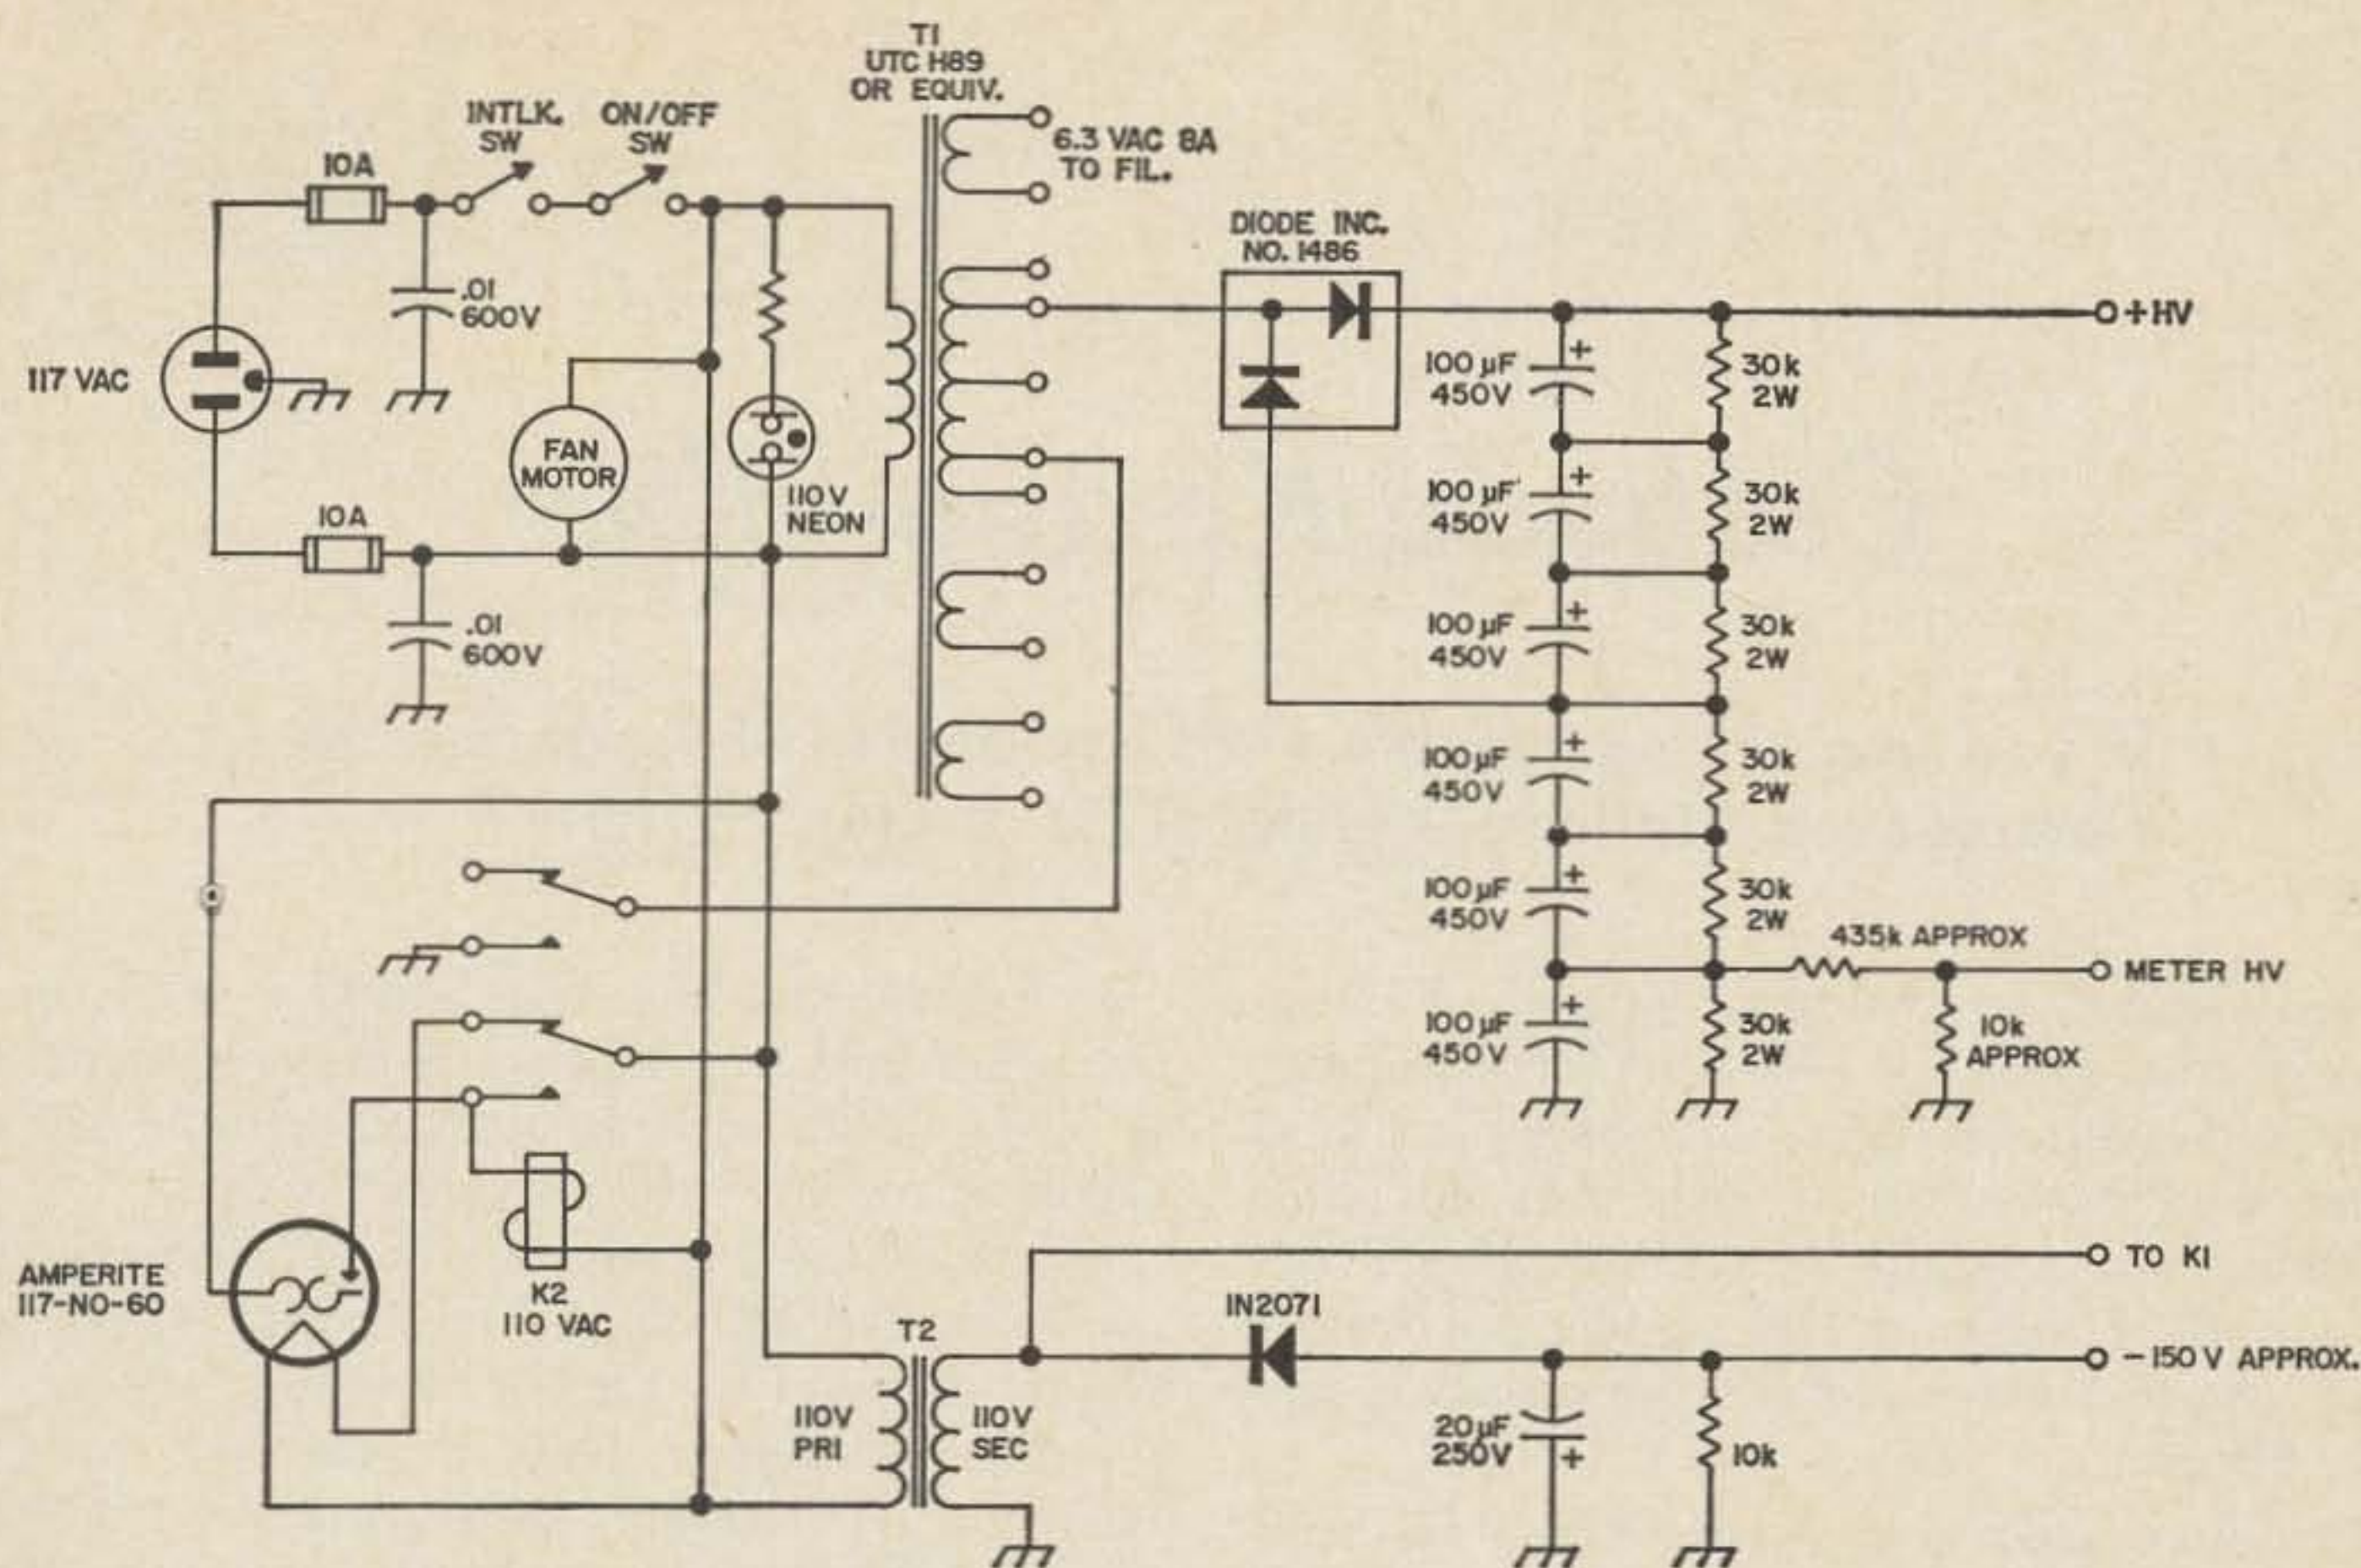 T1
UTC H89
OR EQUIV.
INTLK.
SW
ON/OFF
SW
10A
6.3 VAC 8A
TO FIL.
DIODE INC.
NO. 1486
.01
600V
+HV
117 VAC
100 µF
450V
30k
2W
FAN
MOTOR
110V
NEON
100 µF
450V
30k
2W
10A
.01
600V
100 µF
450V
30k
2W
100 µF
450V
30k
2W
100 µF
450V
30k
2W
435k APPROX
METER HV
100 µF
450V
30k
2W
10k
APPROX
TO K1
AMPERITE
117-NO-60
K2
110 VAC
T2
1N2071
-150 V APPROX.
110V
PRI
110V
SEC
20 µF
250V
+
10k
+
+
+
+
+
+